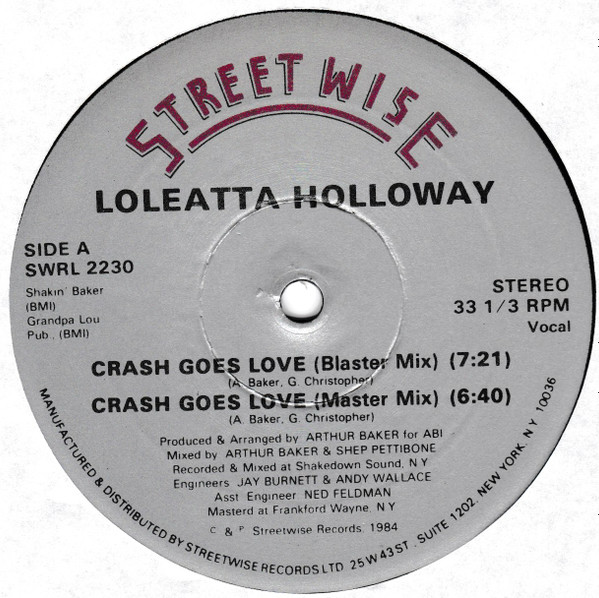 STREETWISE
LOLEATTA HOLLOWAY
SIDE A
SWRL 2230
Shakin' Baker
(BMI)
Grandpa Lou
Pub., (BMI)
STEREO
33 1/3 RPM
Vocal
CRASH GOES LOVE (Blaster Mix) (7:21)
(A. Baker, G. Christopher)
CRASH GOES LOVE (Master Mix) (6:40)
(A. Baker, G. Christopher)
Produced & Arranged by ARTHUR BAKER for ABI
Mixed by ARTHUR BAKER & SHEP PETTIBONE
Recorded & Mixed at Shakedown Sound, N.Y
Engineers JAY BURNETT & ANDY WALLACE
Asst Engineer NED FELDMAN
Masterd at Frankford Wayne, N.Y
C & P Streetwise Records, 1984
MANUFACTURED & DISTRIBUTED BY STREETWISE RECORDS LTD. 25 W 43 ST., SUITE 1202, NEW YORK, N.Y 10036